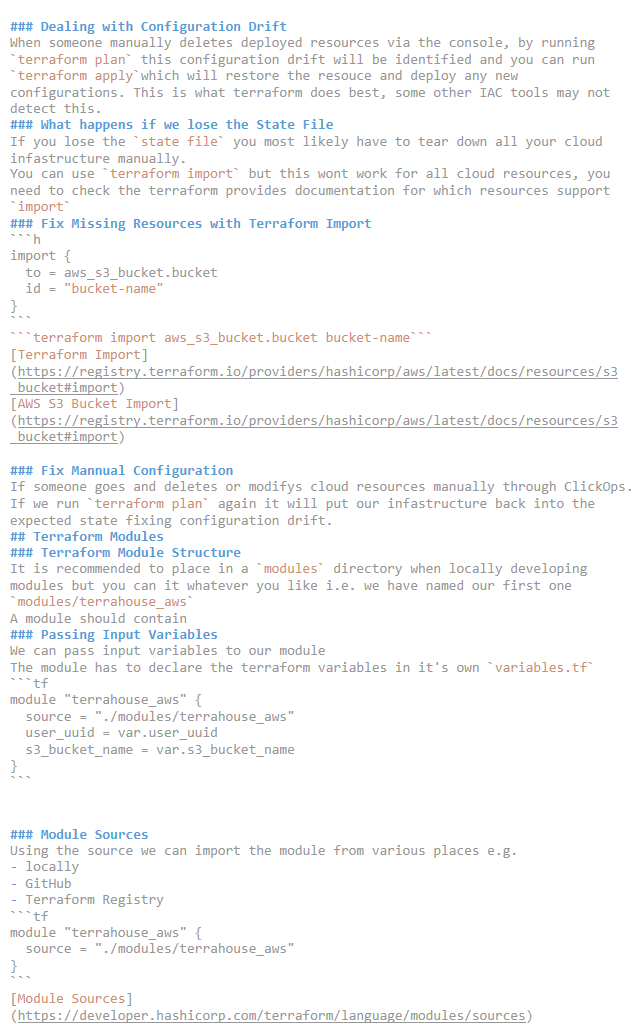 ### Dealing with Configuration Drift
When someone manually deletes deployed resources via the console, by running
`terraform plan` this configuration drift will be identified and you can run
`terraform apply`which will restore the resouce and deploy any new
configurations. This is what terraform does best, some other IAC tools may not
detect this.
### What happens if we lose the State File
If you lose the `state file` you most likely have to tear down all your cloud
infastructure manually.
You can use `terraform import` but this wont work for all cloud resources, you
need to check the terraform provides documentation for which resources support
`import`
### Fix Missing Resources with Terraform Import
```h
import {
  to = aws_s3_bucket.bucket
  id = "bucket-name"
}
```
```terraform import aws_s3_bucket.bucket bucket-name```
[Terraform Import]
(https://registry.terraform.io/providers/hashicorp/aws/latest/docs/resources/s3
_bucket#import)
[AWS S3 Bucket Import]
(https://registry.terraform.io/providers/hashicorp/aws/latest/docs/resources/s3
_bucket#import)
### Fix Mannual Configuration
If someone goes and deletes or modifys cloud resources manually through ClickOps.
If we run `terraform plan` again it will put our infastructure back into the
expected state fixing configuration drift.
## Terraform Modules
### Terraform Module Structure
It is recommended to place in a `modules` directory when locally developing
modules but you can it whatever you like i.e. we have named our first one
`modules/terrahouse_aws`
A module should contain
### Passing Input Variables
We can pass input variables to our module
The module has to declare the terraform variables in it's own `variables.tf`
```tf
module "terrahouse_aws" {
  source = "./modules/terrahouse_aws"
  user_uuid = var.user_uuid
  s3_bucket_name = var.s3_bucket_name
}
```
### Module Sources
Using the source we can import the module from various places e.g.
- locally
- GitHub
- Terraform Registry
```tf
module "terrahouse_aws" {
  source = "./modules/terrahouse_aws"
}
```
[Module Sources]
(https://developer.hashicorp.com/terraform/language/modules/sources)